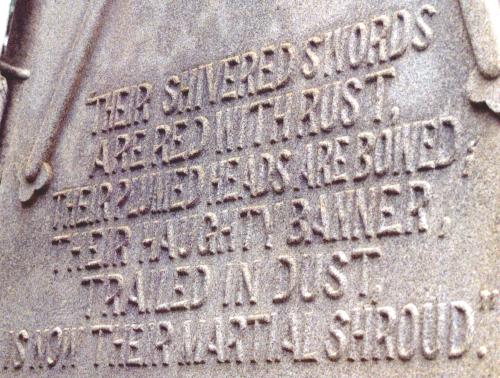 "THEIR SHIVERED SWORDS
ARE RED WITH RUST,
THEIR PLUMED HEADS ARE BOWED,
THEIR HAUGHTY BANNER,
TRAILED IN DUST,
IS NOW THEIR MARTIAL SHROUD."